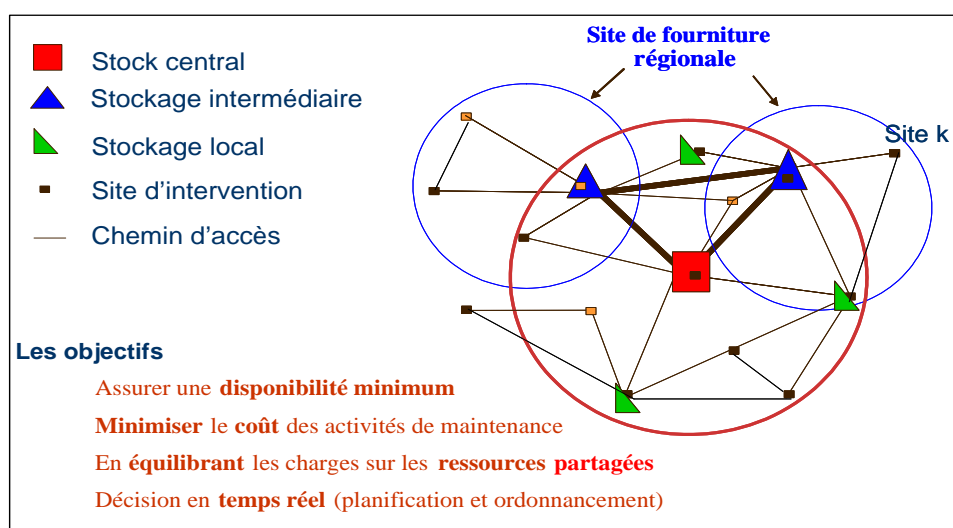 Site de fourniture
régionale
Stock central
Stockage intermédiaire
Stockage local
Site d'intervention
Chemin d'accès
Site k
Les objectifs
Assurer une disponibilité minimum
Minimiser le coût des activités de maintenance
En équilibrant les charges sur les ressources partagées
Décision en temps réel (planification et ordonnancement)